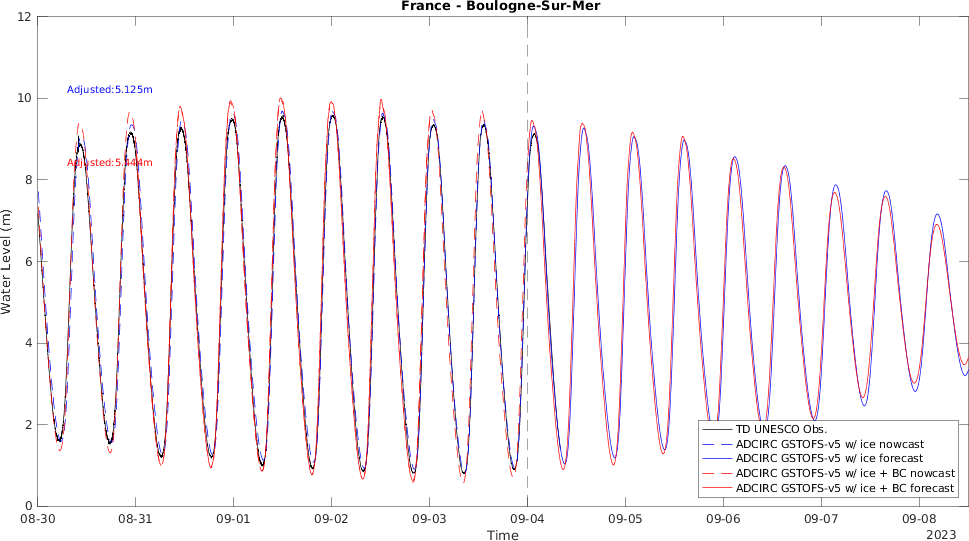 France - Boulogne-Sur-Mer
12
10
8
6
4
2
0
Water Level (m)
Adjusted:5.125m
Adjusted:5.444m
TD UNESCO Obs.
ADCIRC GSTOFS-v5 w/ ice nowcast
ADCIRC GSTOFS-v5 w/ ice forecast
ADCIRC GSTOFS-v5 w/ ice + BC nowcast
ADCIRC GSTOFS-v5 w/ ice + BC forecast
08-30 08-31 09-01 09-02 09-03 09-04 09-05 09-06 09-07 09-08
Time
2023